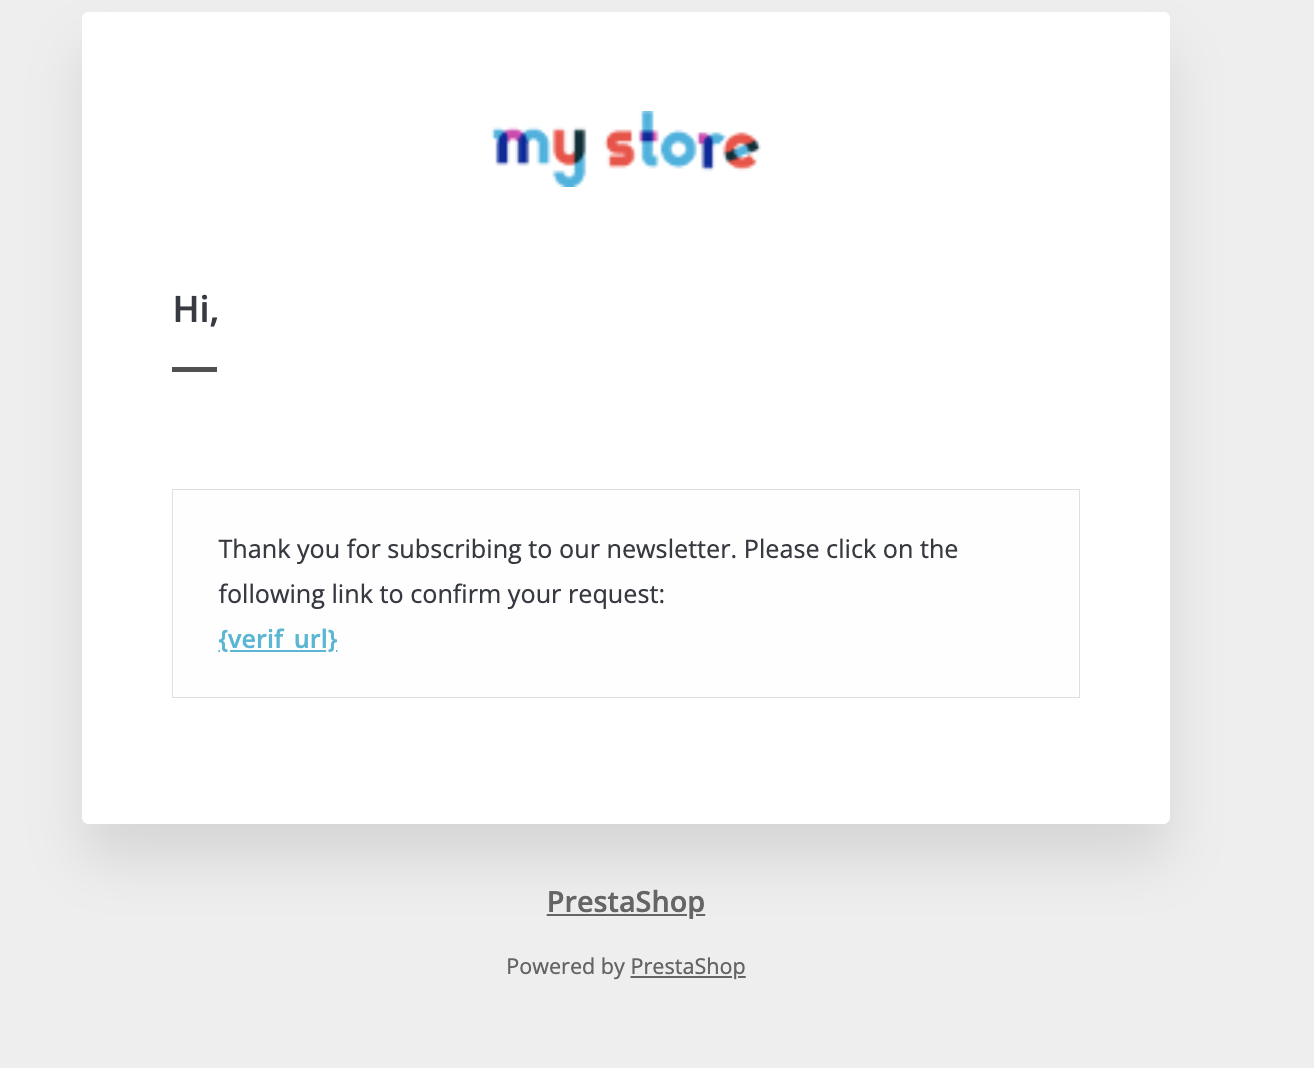 my store
Hi,
Thank you for subscribing to our newsletter. Please click on the
following link to confirm your request:
{verif_url}
PrestaShop
Powered by PrestaShop